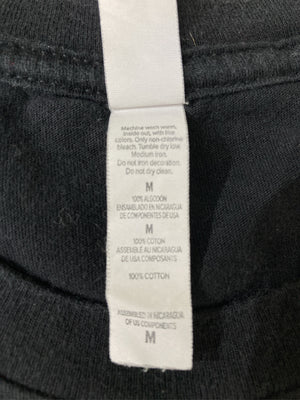 Machine wash warm,
inside out, with like
colors. Only non-chlorine
bleach. Tumble dry low.
Medium iron.
Do not iron decoration.
Do not dry clean.
M
100% ALGODON
ENSAMBLADO EN NICARAGUA
DE COMPONENTES DE USA
M
100% COTON
ASSEMBLE AU NICARAGUA
DE USA COMPOSANTS
100% COTTON
ASSEMBLED IN NICARAGUA
OF US COMPONENTS
M